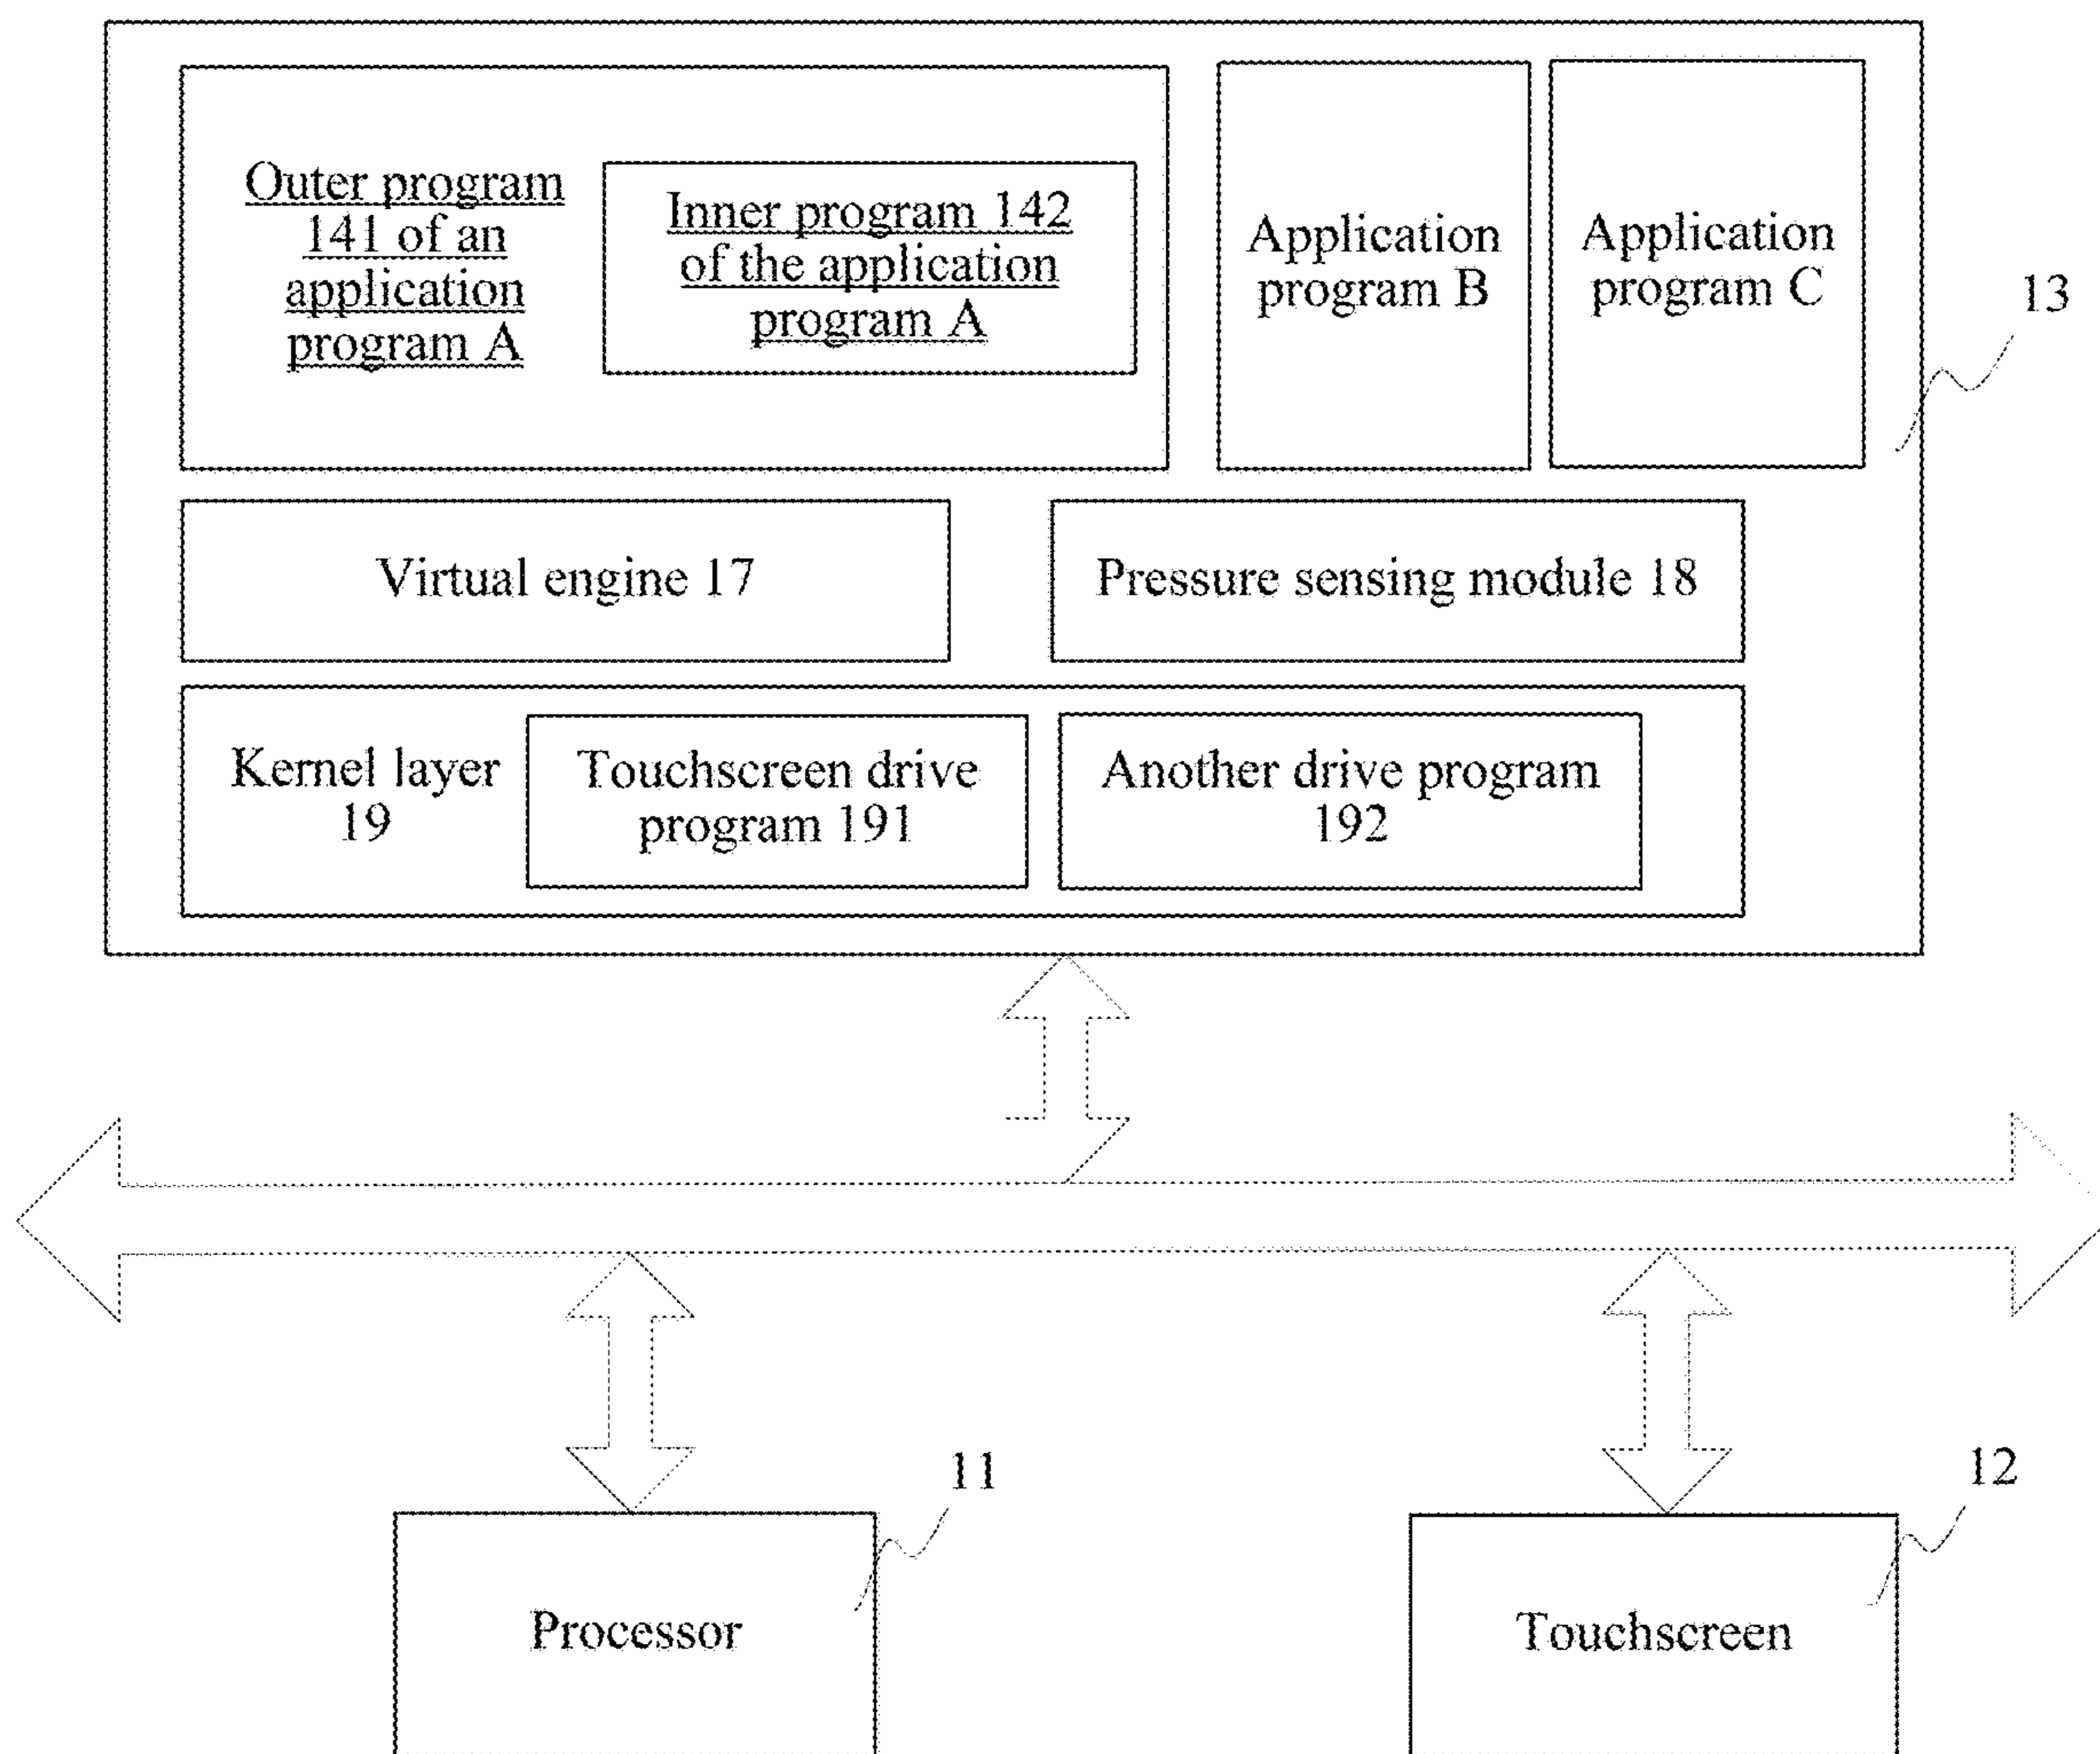 Outer program
141 of an
application
program A
Inner program 142
of the application
program A
Application
program B
Application
program C
13
Virtual engine 17
Pressure sensing module 18
Kernel layer
19
Touchscreen drive
program 191
Another drive program
192
11
12
Processor
Touchscreen